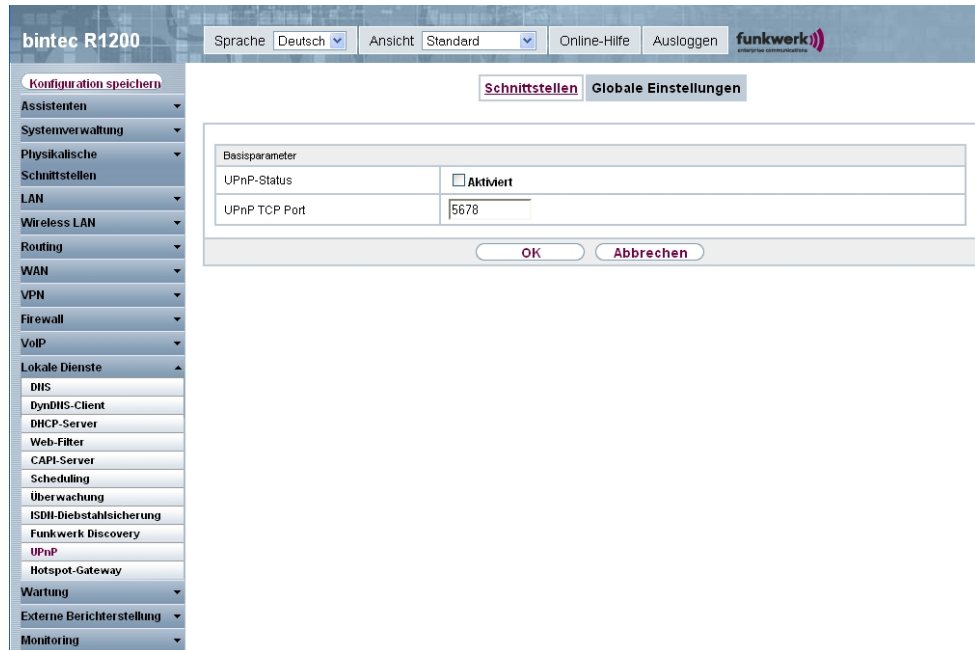 bintec R1200
Sprache Deutsch Ansicht Standard Online-Hilfe Ausloggen funkwerk
enterprise communications
Konfiguration speichern
Assistenten
Systemverwaltung
Physikalische
Schnittstellen
LAN
Wireless LAN
Routing
WAN
VPN
Firewall
VoIP
Lokale Dienste
DNS
DynDNS-Client
DHCP-Server
Web-Filter
CAPI-Server
Scheduling
Überwachung
ISDN-Diebstahlsicherung
Funkwerk Discovery
UPnP
Hotspot-Gateway
Wartung
Externe Berichterstellung
Monitoring
Schnittstellen Globale Einstellungen
Basisparameter
UPnP-Status Aktiviert
UPnP TCP Port 5678
OK Abbrechen